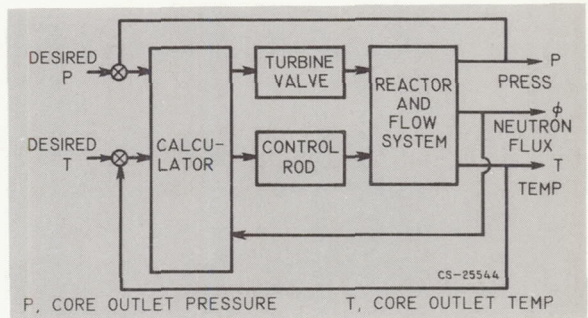 DESIRED
P
DESIRED
T
CALCU-
LATOR
TURBINE
VALVE
CONTROL
ROD
REACTOR
AND
FLOW
SYSTEM
P
PRESS
ϕ
NEUTRON
FLUX
T
TEMP
CS-25544
P, CORE OUTLET PRESSURE
T, CORE OUTLET TEMP